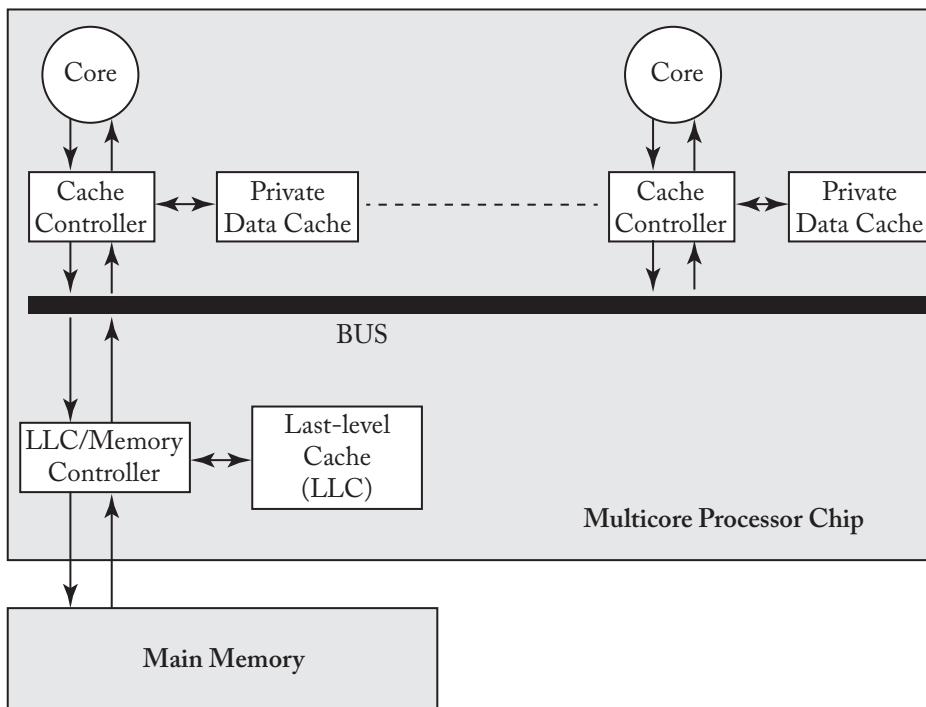 Core
Core
Cache
Controller
Private
Data Cache
Cache
Controller
Private
Data Cache
BUS
LLC/Memory
Controller
Last-level
Cache
(LLC)
Multicore Processor Chip
Main Memory